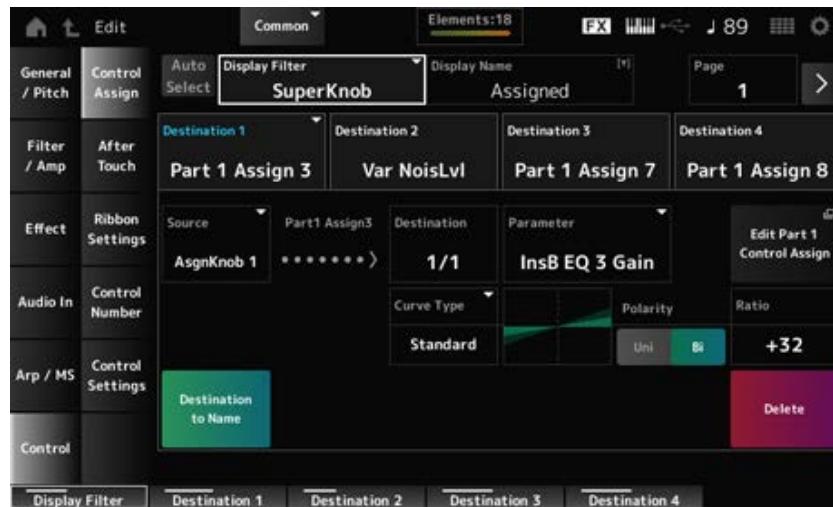 Edit
Common
Elements:18
FX
♩ 89
General / Pitch
Control Assign
Auto Select
Display Filter
SuperKnob
Display Name
Assigned
Page
1
Filter / Amp
After Touch
Destination 1
Part 1 Assign 3
Destination 2
Var NoisLvl
Destination 3
Part 1 Assign 7
Destination 4
Part 1 Assign 8
Effect
Ribbon Settings
Source
AsgnKnob 1
Part1 Assign3
Destination
1/1
Parameter
InsB EQ 3 Gain
Edit Part 1
Control Assign
Audio In
Control Number
Curve Type
Standard
Polarity
Uni
Bi
Ratio
+32
Arp / MS
Control Settings
Destination to Name
Delete
Control
Display Filter
Destination 1
Destination 2
Destination 3
Destination 4